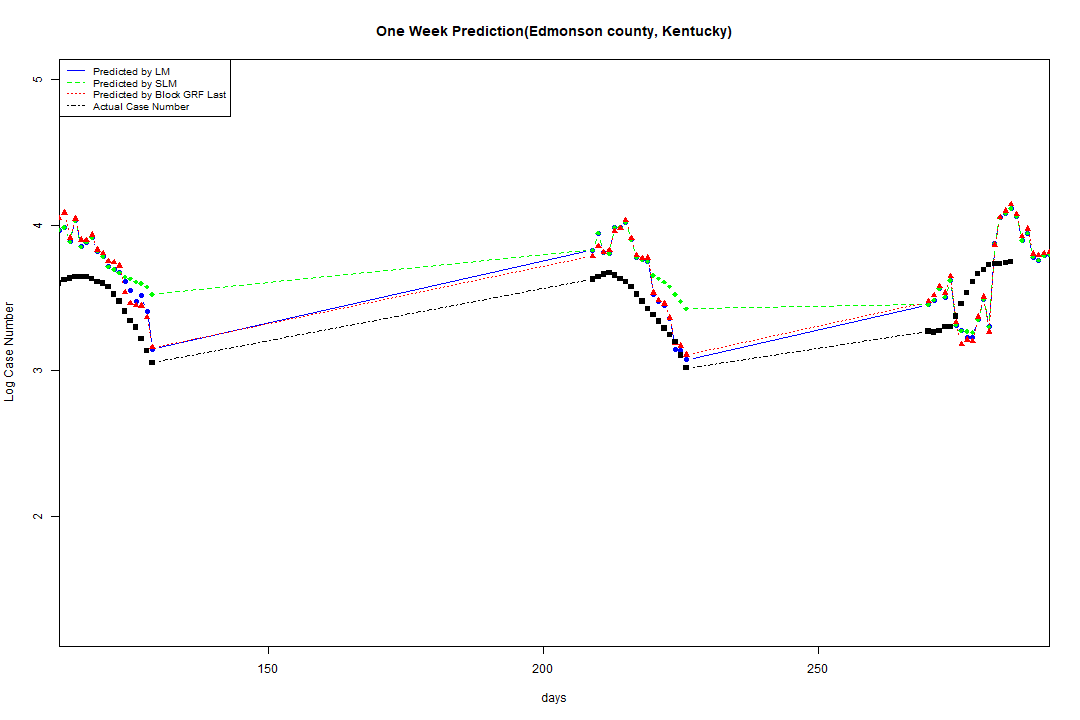 One Week Prediction(Edmonson county, Kentucky)
Predicted by LM
Predicted by SLM
Predicted by Block GRF Last
Actual Case Number
5
4
3
2
Log Case Number
150
200
250
days